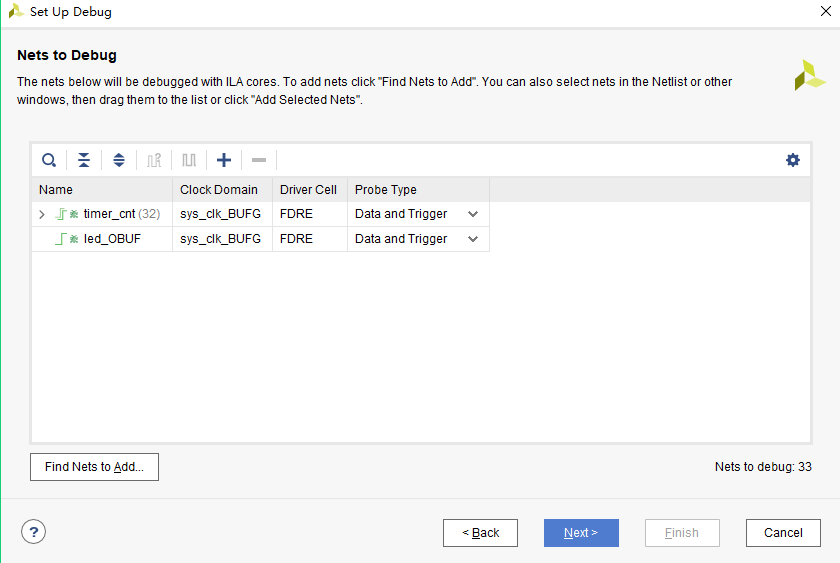 Set Up Debug
Nets to Debug
The nets below will be debugged with ILA cores. To add nets click "Find Nets to Add". You can also select nets in the Netlist or other
windows, then drag them to the list or click "Add Selected Nets".
Name Clock Domain Driver Cell Probe Type
timer_cnt (32) sys_clk_BUFG FDRE Data and Trigger
led_OBUF sys_clk_BUFG FDRE Data and Trigger
Find Nets to Add... Nets to debug: 33
? < Back Next > Finish Cancel